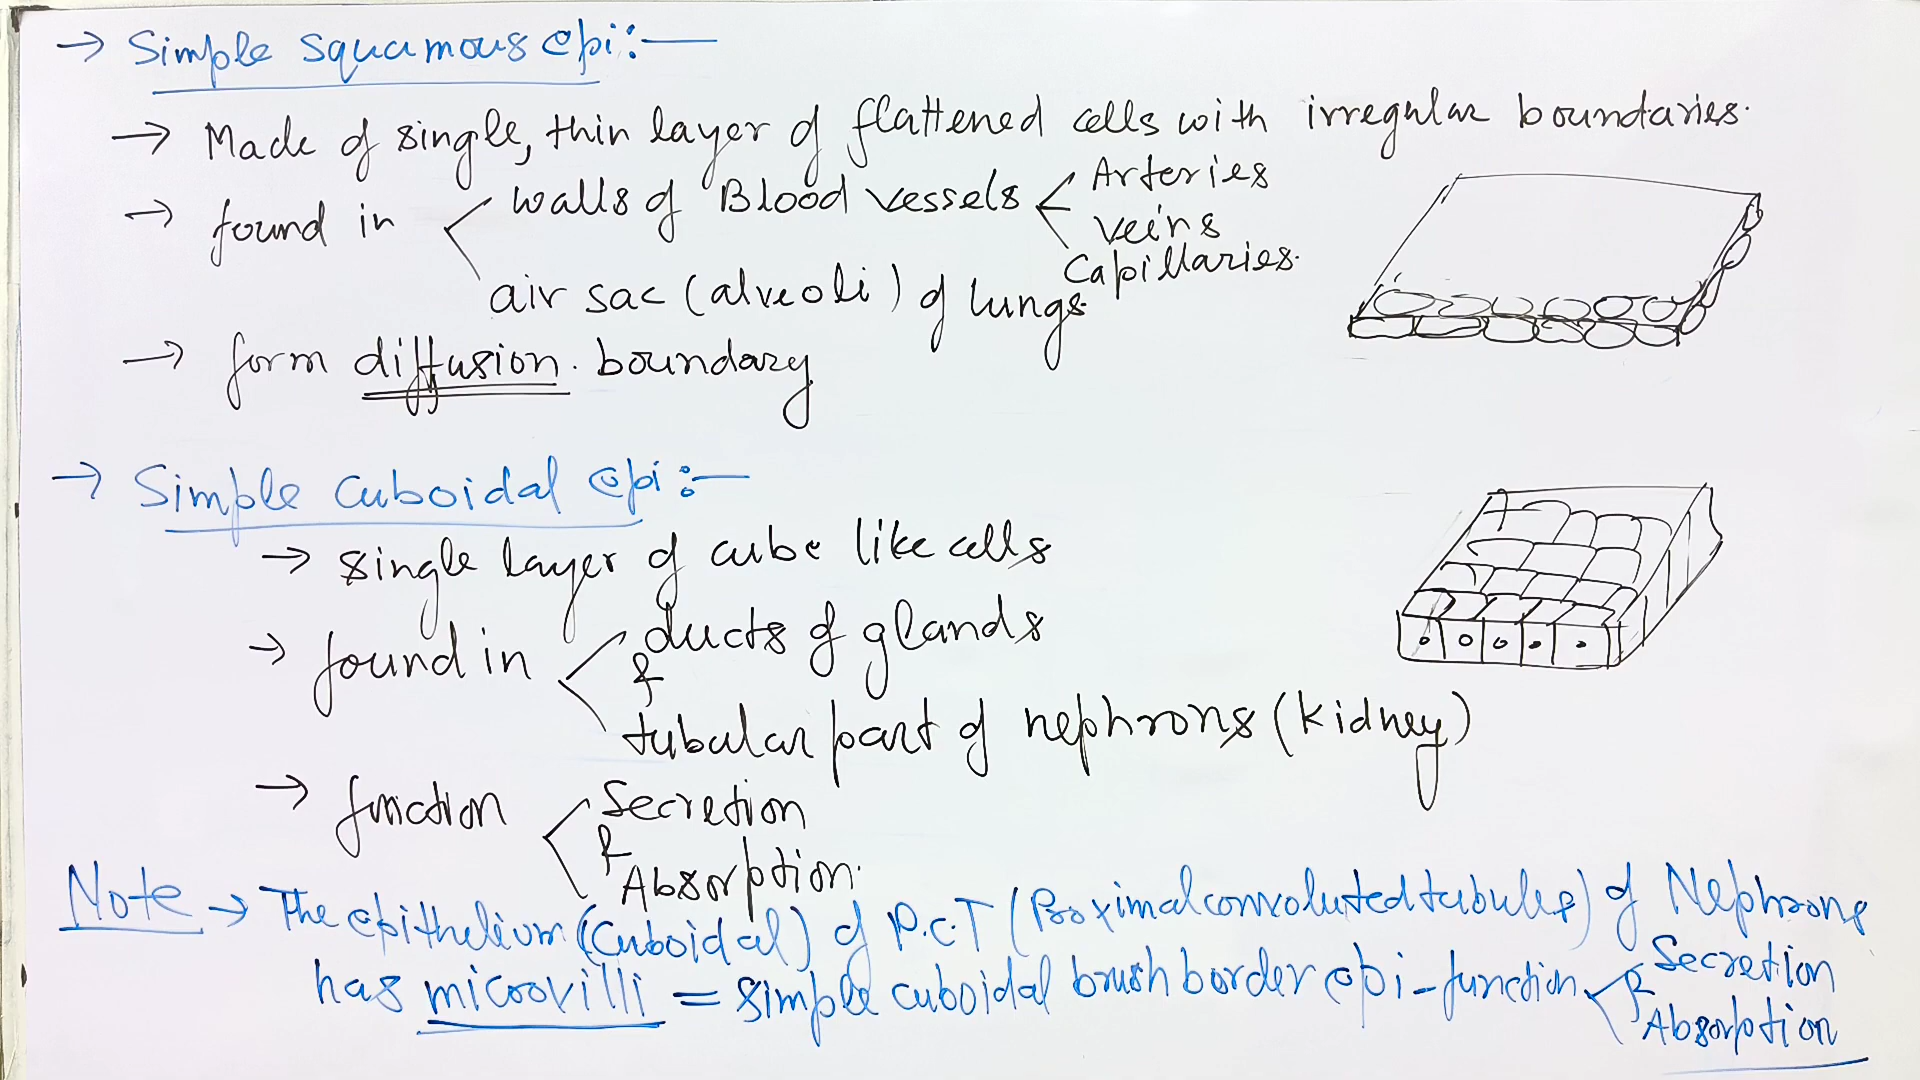 → Simple squamous epi:—
→ Made of single, thin layer of flattened cells with irregular boundaries.
→ found in
walls of Blood vessels
Arteries
veins
Capillaries.
air sac (alveoli) of lungs.
→ form diffusion boundary
→ Simple cuboidal epi:—
→ single layer of cube like cells
→ found in
ducts of glands
&
tubular part of nephrons (kidney)
→ function
Secretion
&
Absorption.
Note → The epithelium (Cuboidal) of P.C.T (Proximal convoluted tubules) of Nephrons
has microvilli = simple cuboidal brush border epi - function
Secretion
&
Absorption